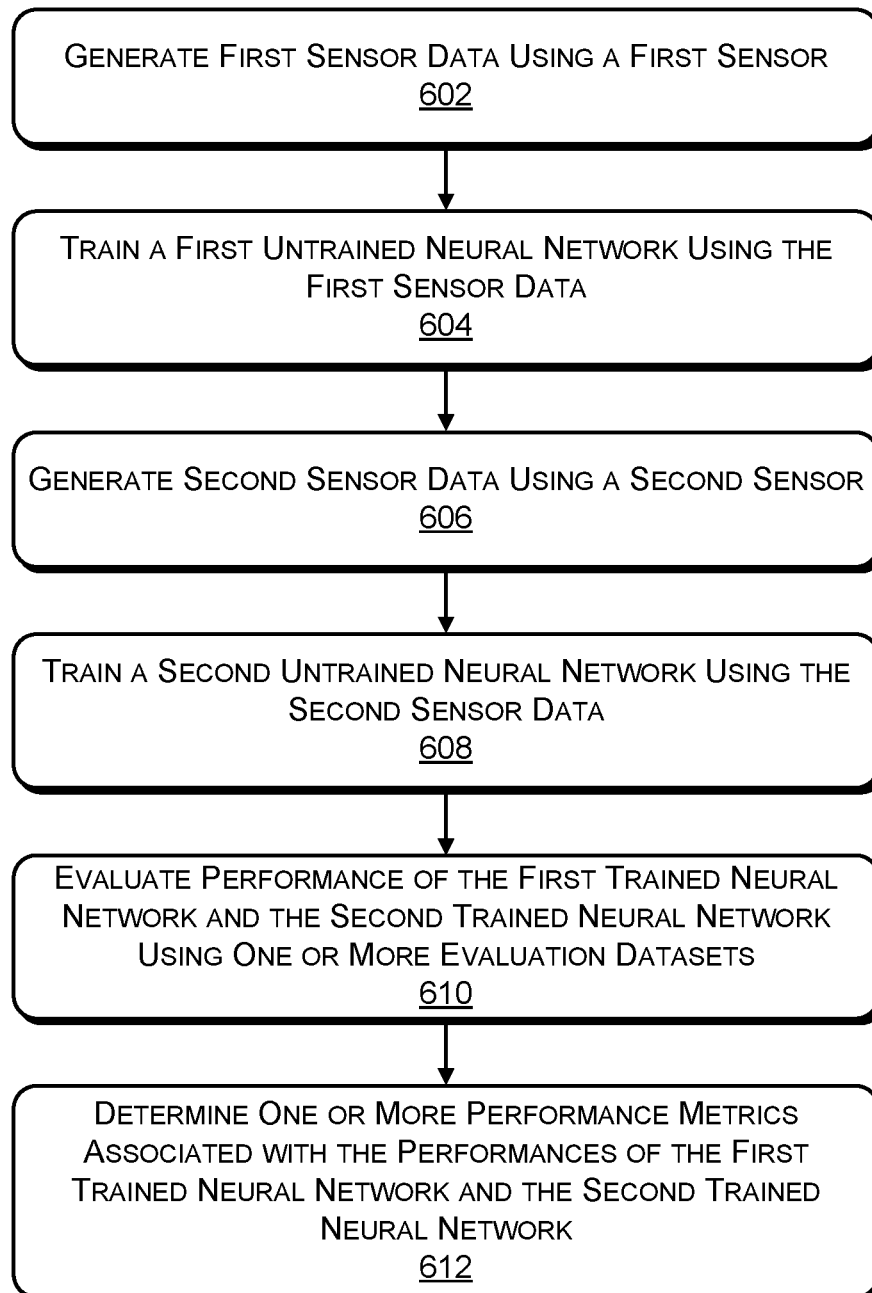 GENERATE FIRST SENSOR DATA USING A FIRST SENSOR
602
TRAIN A FIRST UNTRAINED NEURAL NETWORK USING THE
FIRST SENSOR DATA
604
GENERATE SECOND SENSOR DATA USING A SECOND SENSOR
606
TRAIN A SECOND UNTRAINED NEURAL NETWORK USING THE
SECOND SENSOR DATA
608
EVALUATE PERFORMANCE OF THE FIRST TRAINED NEURAL
NETWORK AND THE SECOND TRAINED NEURAL NETWORK
USING ONE OR MORE EVALUATION DATASETS
610
DETERMINE ONE OR MORE PERFORMANCE METRICS
ASSOCIATED WITH THE PERFORMANCES OF THE FIRST
TRAINED NEURAL NETWORK AND THE SECOND TRAINED
NEURAL NETWORK
612